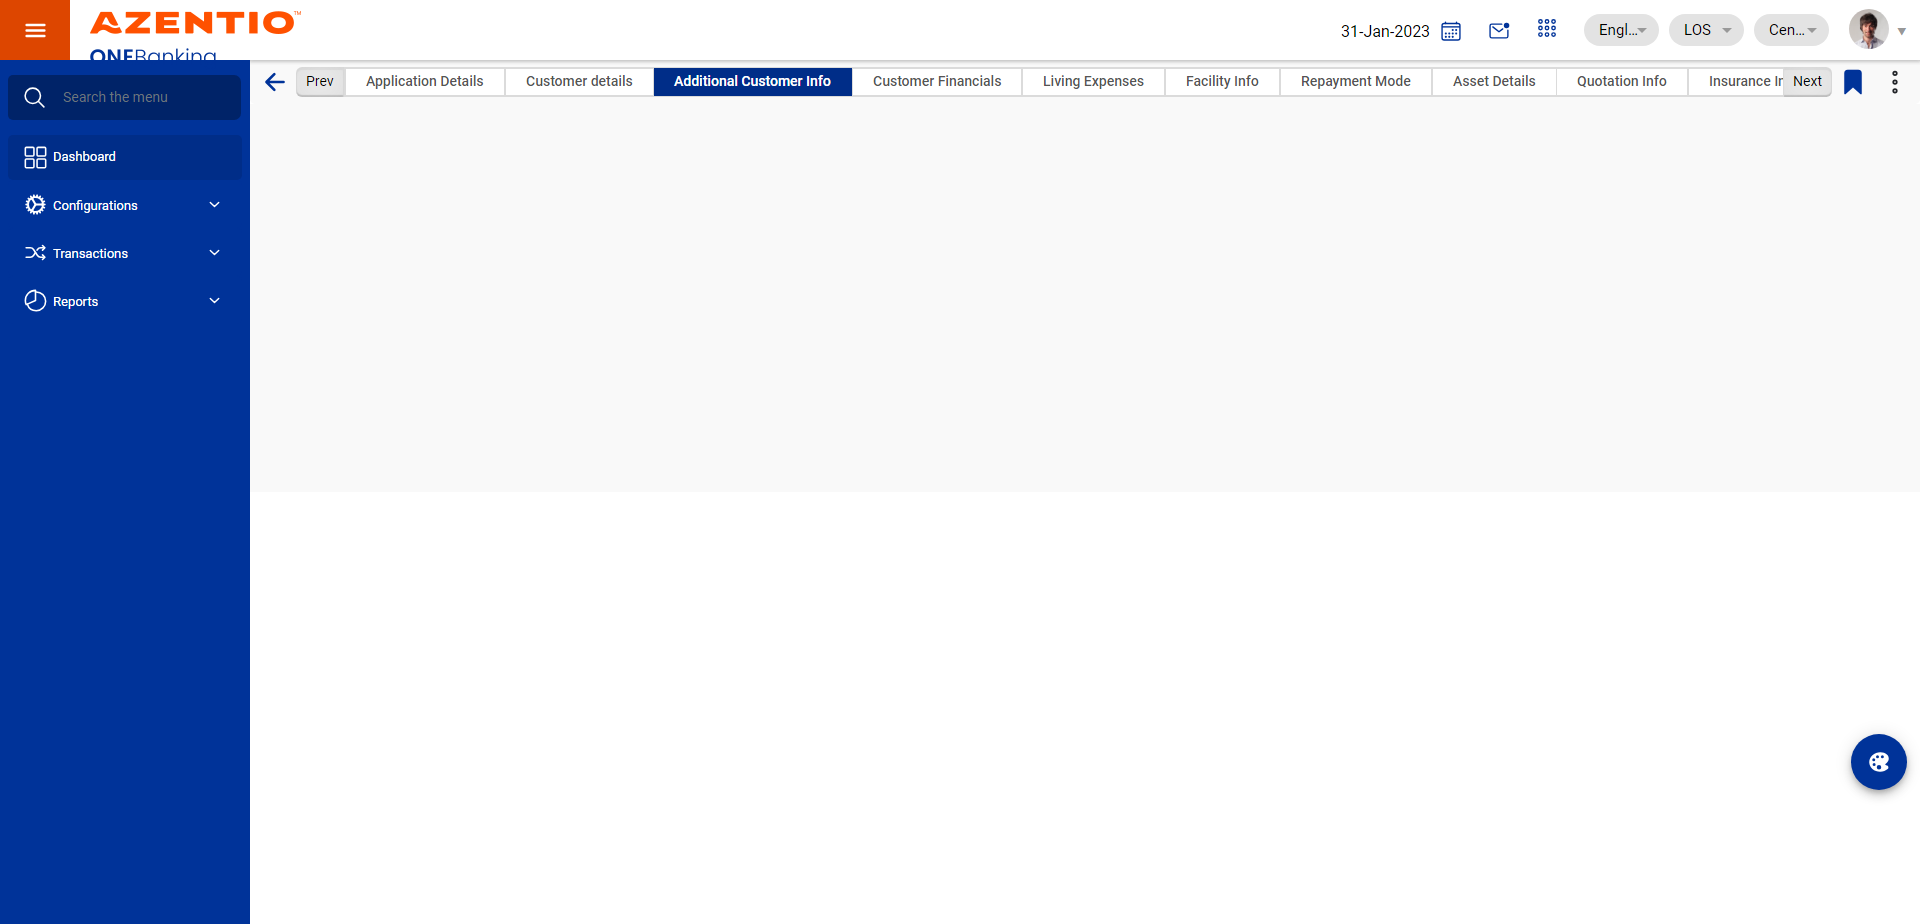 AZENTIO™
ONEBanking
31-Jan-2023
Engl...
LOS
Cen...
Search the menu
Dashboard
Configurations
Transactions
Reports
Prev
Application Details
Customer details
Additional Customer Info
Customer Financials
Living Expenses
Facility Info
Repayment Mode
Asset Details
Quotation Info
Insurance Ir
Next